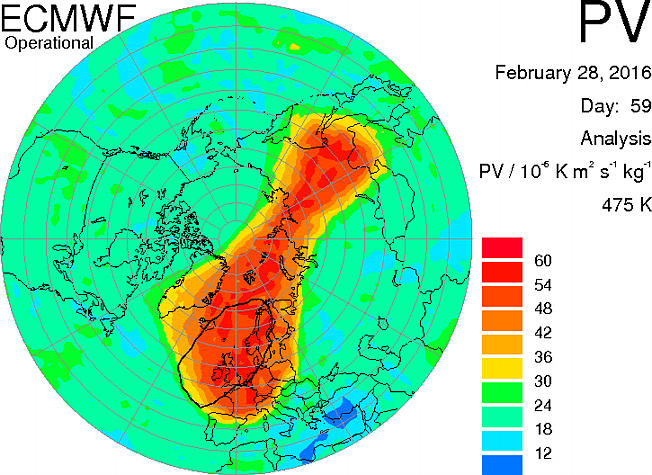 ECMWF
Operational
PV
February 28, 2016
Day: 59
Analysis
PV / 10⁻⁶ K m² s⁻¹ kg⁻¹
475 K
60
54
48
42
36
30
24
18
12